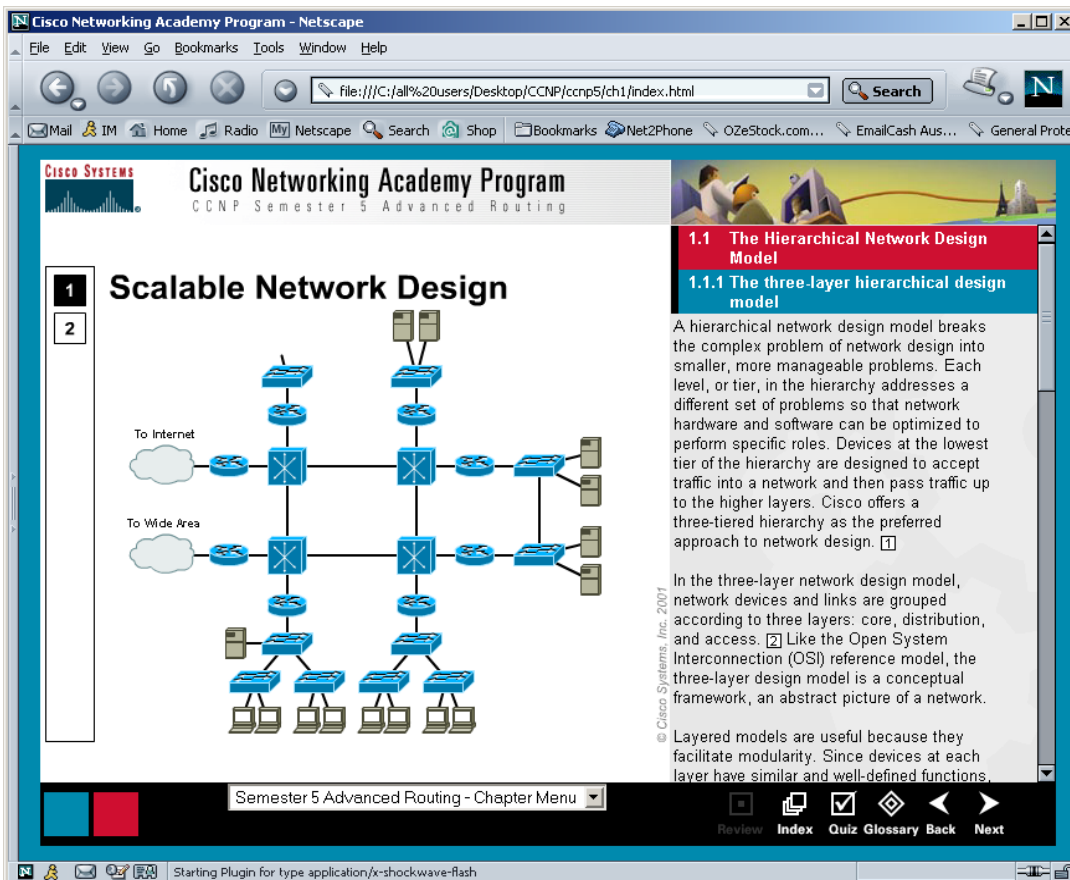 Cisco Networking Academy Program - Netscape
File Edit View Go Bookmarks Tools Window Help
file:///C:/all%20users/Desktop/CCNP/ccnp5/ch1/index.html
Search
N
Mail IM Home Radio My Netscape Search Shop Bookmarks Net2Phone OZeStock.com... EmailCash Aus... General Prote
CISCO SYSTEMS
Cisco Networking Academy Program
CCNP Semester 5 Advanced Routing
1
2
Scalable Network Design
To Internet
To Wide Area
© Cisco Systems, Inc. 2001
1.1 The Hierarchical Network Design
Model
1.1.1 The three-layer hierarchical design
model
A hierarchical network design model breaks
the complex problem of network design into
smaller, more manageable problems. Each
level, or tier, in the hierarchy addresses a
different set of problems so that network
hardware and software can be optimized to
perform specific roles. Devices at the lowest
tier of the hierarchy are designed to accept
traffic into a network and then pass traffic up
to the higher layers. Cisco offers a
three-tiered hierarchy as the preferred
approach to network design. 1
In the three-layer network design model,
network devices and links are grouped
according to three layers: core, distribution,
and access. 2 Like the Open System
Interconnection (OSI) reference model, the
three-layer design model is a conceptual
framework, an abstract picture of a network.
Layered models are useful because they
facilitate modularity. Since devices at each
layer have similar and well-defined functions,
Semester 5 Advanced Routing - Chapter Menu
Review Index Quiz Glossary Back Next
Starting Plugin for type application/x-shockwave-flash